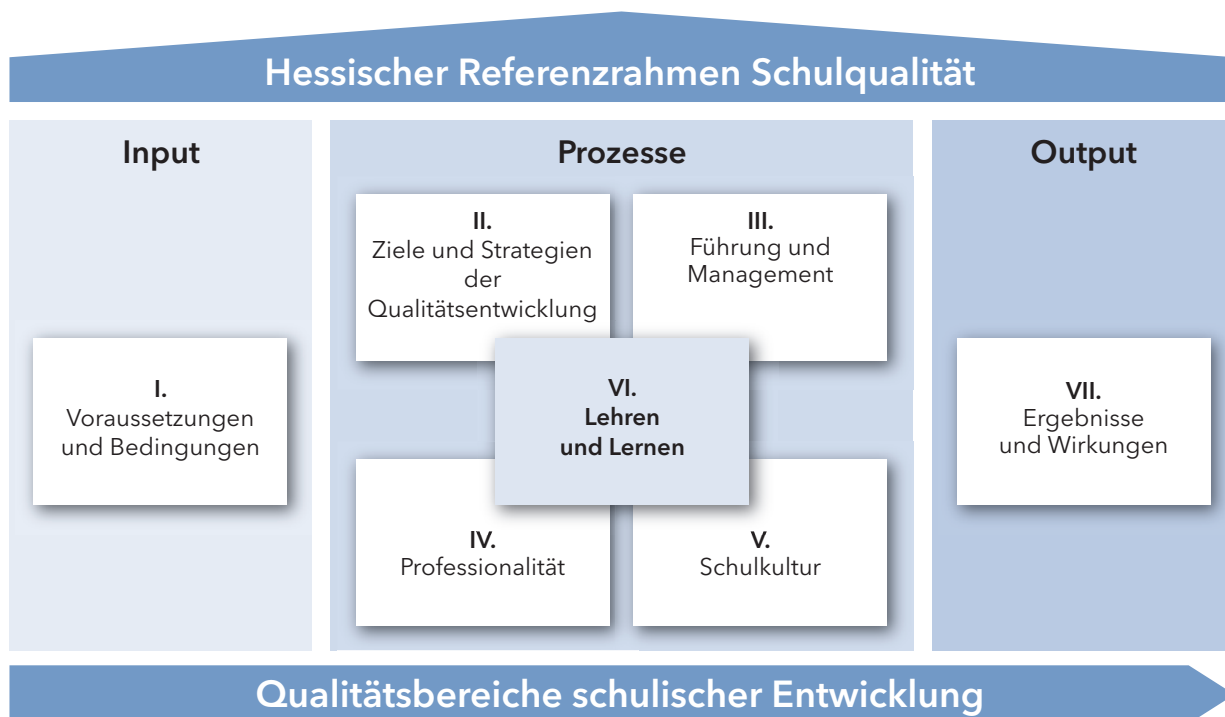 Hessischer Referenzrahmen Schulqualität
Input
Prozesse
Output
I.
Voraussetzungen
und Bedingungen
II.
Ziele und Strategien
der
Qualitätsentwicklung
III.
Führung und
Management
VI.
Lehren
und Lernen
IV.
Professionalität
V.
Schulkultur
VII.
Ergebnisse
und Wirkungen
Qualitätsbereiche schulischer Entwicklung